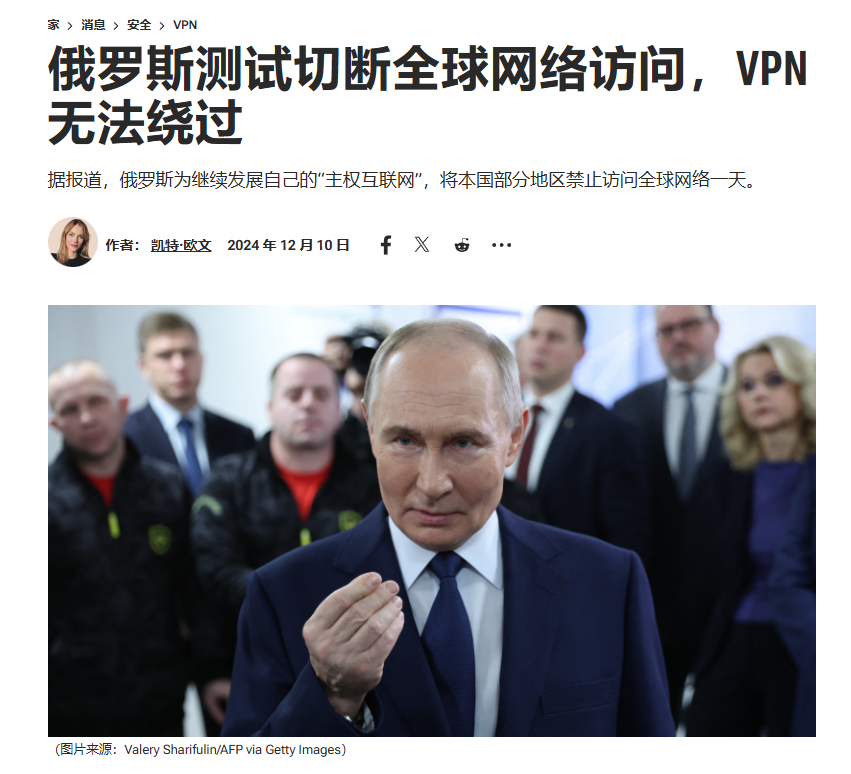 家 > 消息 > 安全 > VPN
俄罗斯测试切断全球网络访问，VPN
无法绕过
据报道，俄罗斯为继续发展自己的“主权互联网”，将本国部分地区禁止访问全球网络一天。
作者： 凯特·欧文 2024 年 12 月 10 日
（图片来源：Valery Sharifulin/AFP via Getty Images）